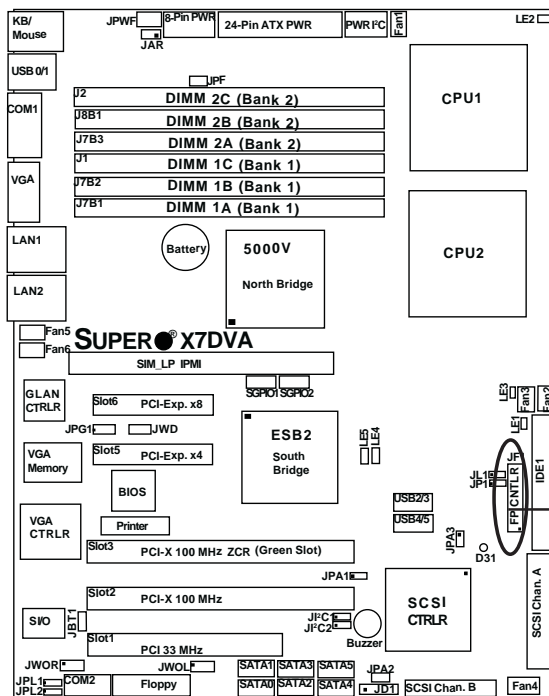 KB/
Mouse
JPWF
8-Pin PWR
24-Pin ATX PWR
PWR I²C
Fan1
LE2
JAR
USB 0/1
JPF
CPU1
COM1
J2
DIMM 2C (Bank 2)
J8B1
DIMM 2B (Bank 2)
J7B3
DIMM 2A (Bank 2)
J1
DIMM 1C (Bank 1)
VGA
J7B2
DIMM 1B (Bank 1)
J7B1
DIMM 1A (Bank 1)
LAN1
Battery
5000V
North Bridge
CPU2
LAN2
Fan5
Fan6
SUPER ® X7DVA
SIM_LP IPMI
SGPIO1
SGPIO2
GLAN
CTRLR
Slot6
PCI-Exp. x8
JPG1
JWD
LE3
Fan3
Fan2
LE1
ESB2
South
Bridge
LE5
LE4
VGA
Memory
Slot5
PCI-Exp. x4
JF
JL1
JP1
FP CNTLR
IDE1
BIOS
USB2/3
USB4/5
VGA
CTRLR
Printer
JPA3
D31
Slot3
PCI-X 100 MHz ZCR (Green Slot)
JPA1
SCSI Chan. A
Slot2
PCI-X 100 MHz
SCSI
CTRLR
S I/O
JBT1
JI²C1
JI²C2
Buzzer
Slot1
PCI 33 MHz
JWOR
JWOL
SATA1
SATA3
SATA5
JPA2
JPL1
JPL2
COM2
Floppy
SATA0
SATA2
SATA4
JD1
SCSI Chan. B
Fan4